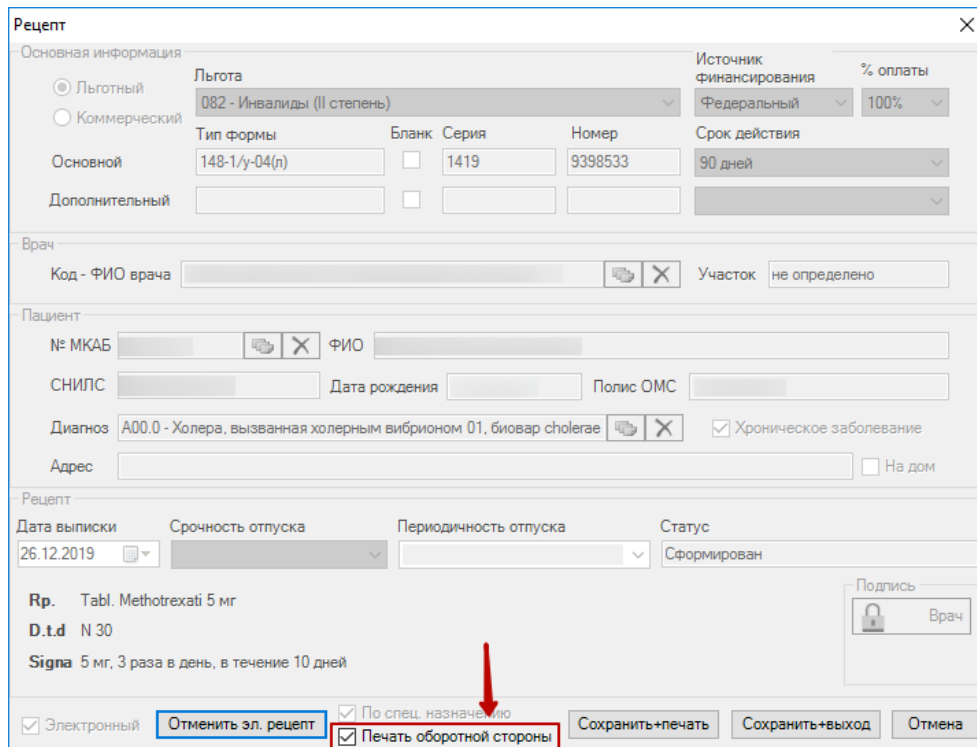 Рецепт
Основная информация
Льготный
Коммерческий
Льгота
Источник финансирования
% оплаты
082 - Инвалиды (II степень)
Федеральный
100%
Тип формы Бланк Серия Номер Срок действия
Основной 148-1/у-04(л) 1419 9398533 90 дней
Дополнительный
Врач
Код - ФИО врача Участок не определено
Пациент
№ МКАБ ФИО
СНИЛС Дата рождения Полис ОМС
Диагноз A00.0 - Холера, вызванная холерным вибрионом 01, биовар cholerae Хроническое заболевание
Адрес На дом
Рецепт
Дата выписки Срочность отпуска Периодичность отпуска Статус
26.12.2019 Сформирован
Rp. Tabl. Methotrexati 5 мг
D.t.d N 30
Signa 5 мг, 3 раза в день, в течение 10 дней
Подпись
Врач
Электронный Отменить эл. рецепт По спец. назначению
Печать оборотной стороны
Сохранить+печать Сохранить+выход Отмена